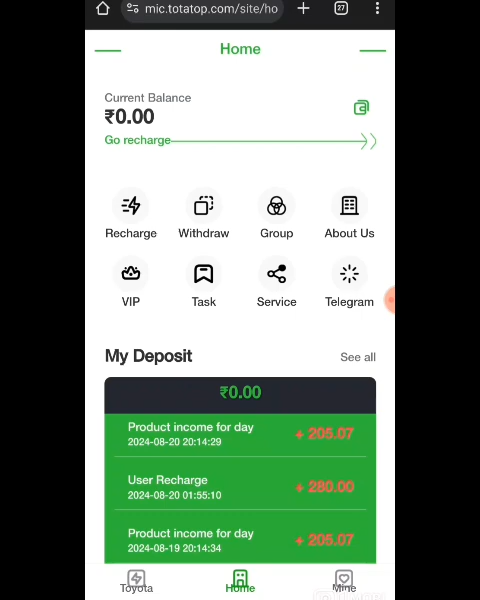 mic.totatop.com/site/ho
27
Home
Current Balance
₹0.00
Go recharge
Recharge Withdraw Group About Us
VIP Task Service Telegram
My Deposit See all
₹0.00
Product income for day
+ 205.07
2024-08-20 20:14:29
User Recharge
+ 280.00
2024-08-20 01:55:10
Product income for day
+ 205.07
2024-08-19 20:14:34
Toyota Home Mine